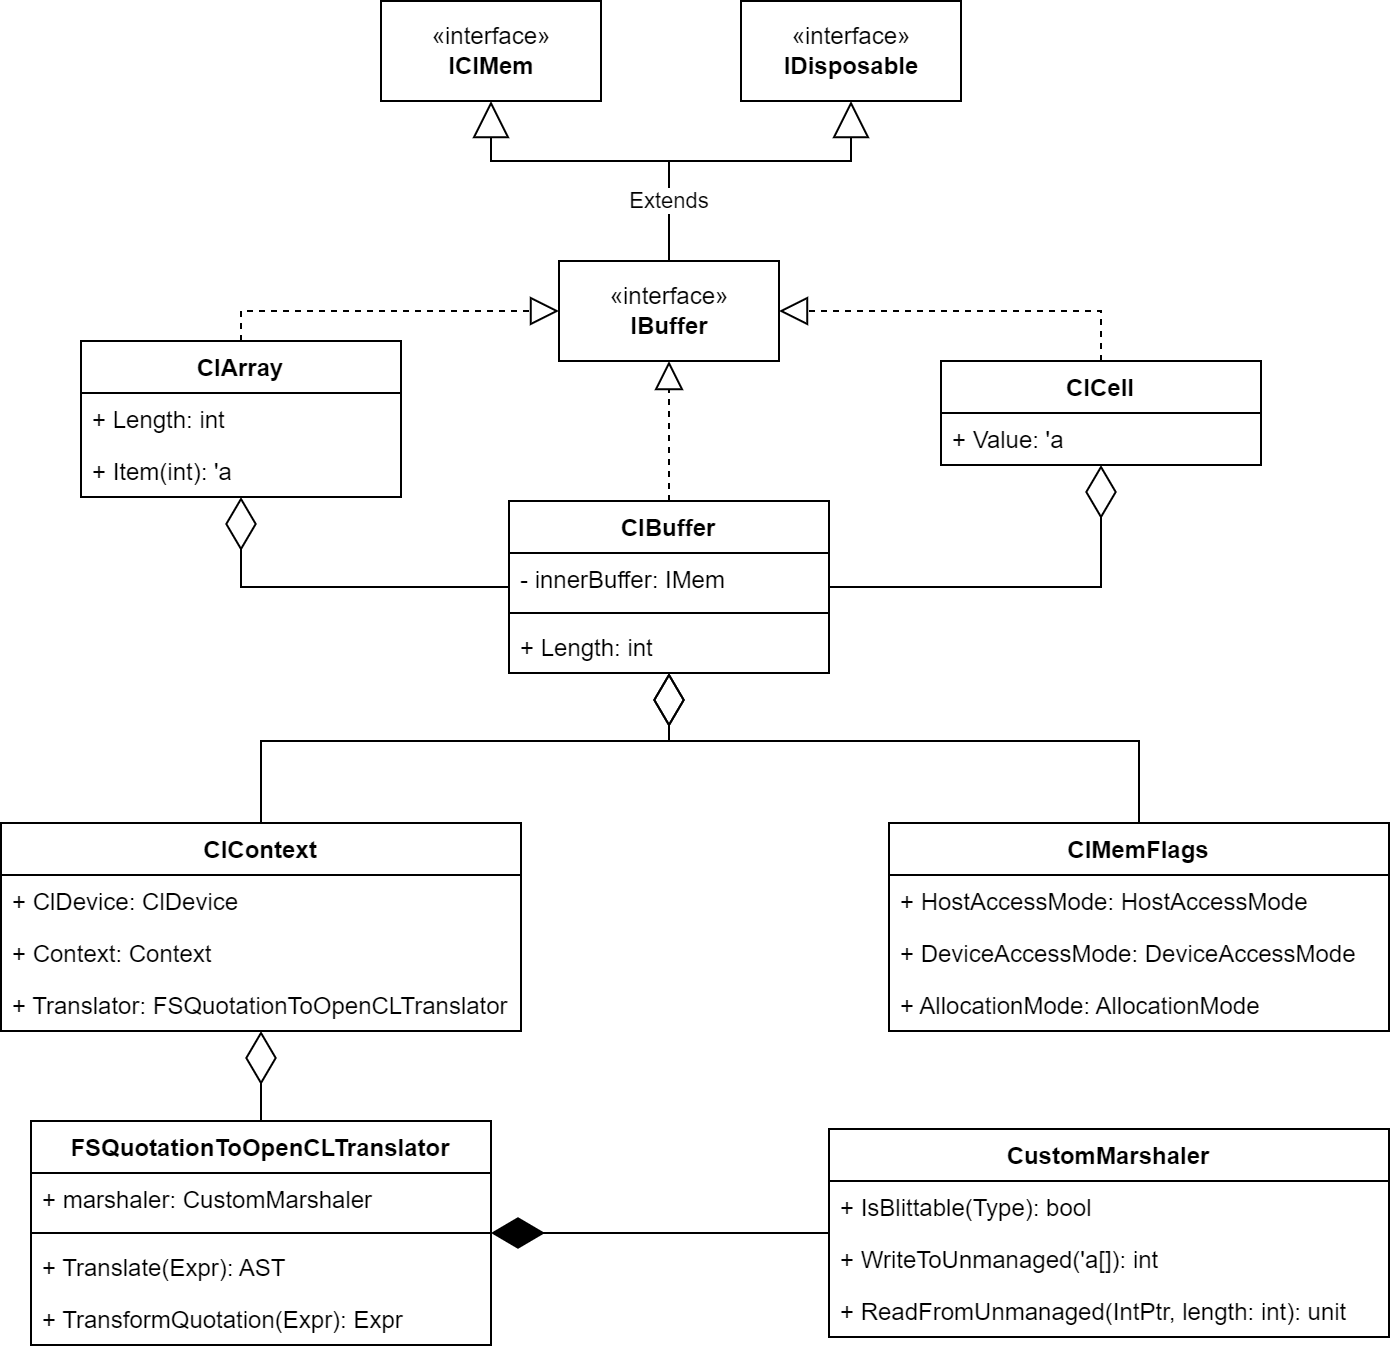 «interface»
IClMem
«interface»
IDisposable
Extends
«interface»
IBuffer
ClArray
+ Length: int
+ Item(int): 'a
ClCell
+ Value: 'a
ClBuffer
- innerBuffer: IMem
+ Length: int
ClContext
+ ClDevice: ClDevice
+ Context: Context
+ Translator: FSQuotationToOpenCLTranslator
ClMemFlags
+ HostAccessMode: HostAccessMode
+ DeviceAccessMode: DeviceAccessMode
+ AllocationMode: AllocationMode
FSQuotationToOpenCLTranslator
+ marshaler: CustomMarshaler
+ Translate(Expr): AST
+ TransformQuotation(Expr): Expr
CustomMarshaler
+ IsBlittable(Type): bool
+ WriteToUnmanaged('a[]): int
+ ReadFromUnmanaged(IntPtr, length: int): unit